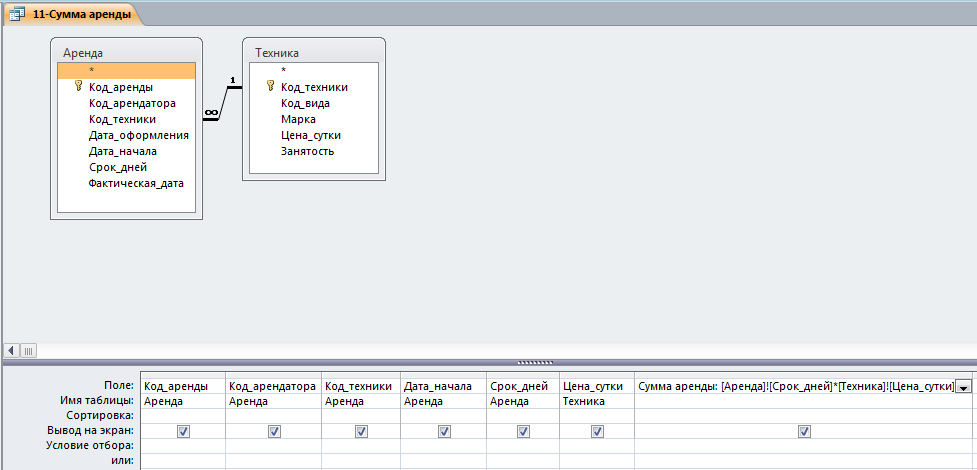 11-Сумма аренды
Аренда
*
Код_аренды
Код_арендатора
Код_техники
Дата_оформления
Дата_начала
Срок_дней
Фактическая_дата
∞ 1
Техника
*
Код_техники
Код_вида
Марка
Цена_сутки
Занятость
Поле: Код_аренды Код_арендатора Код_техники Дата_начала Срок_дней Цена_сутки Сумма аренды: [Аренда]![Срок_дней]*[Техника]![Цена_сутки]
Имя таблицы: Аренда Аренда Аренда Аренда Аренда Техника
Сортировка:
Вывод на экран:
Условие отбора:
или: